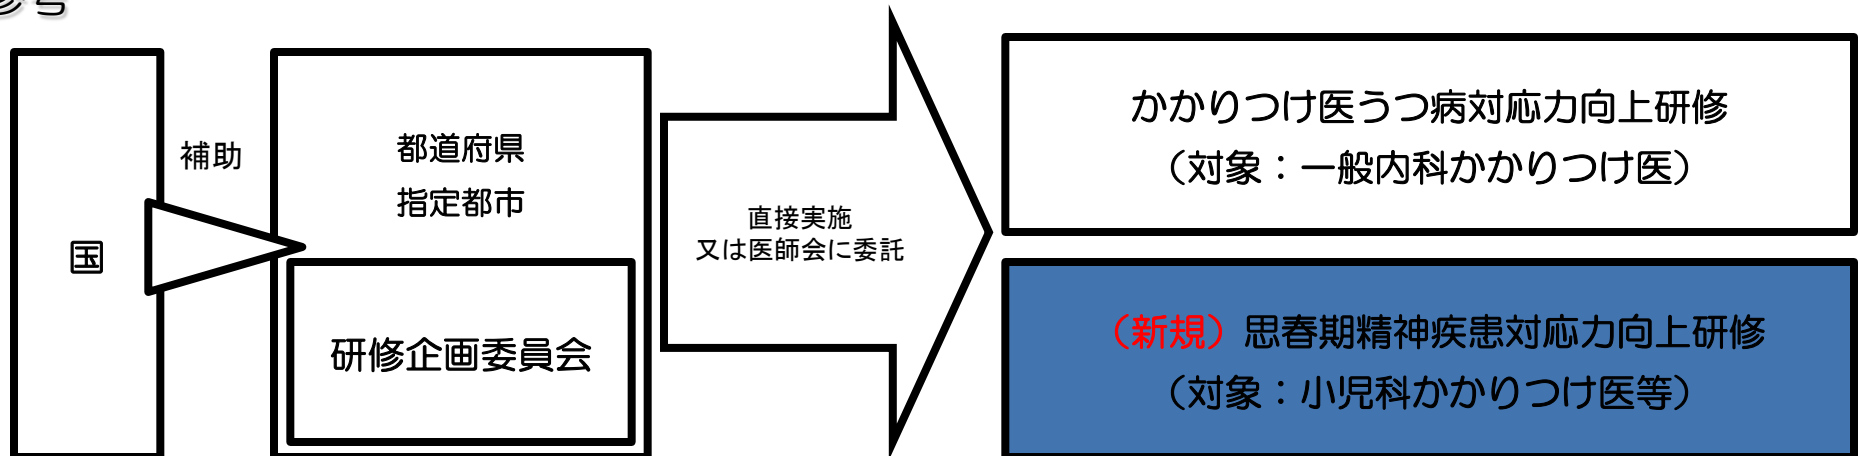 参考
国
補助
都道府県
指定都市
研修企画委員会
直接実施
又は医師会に委託
かかりつけ医うつ病対応力向上研修
（対象：一般内科かかりつけ医）
（新規）思春期精神疾患対応力向上研修
（対象：小児科かかりつけ医等）